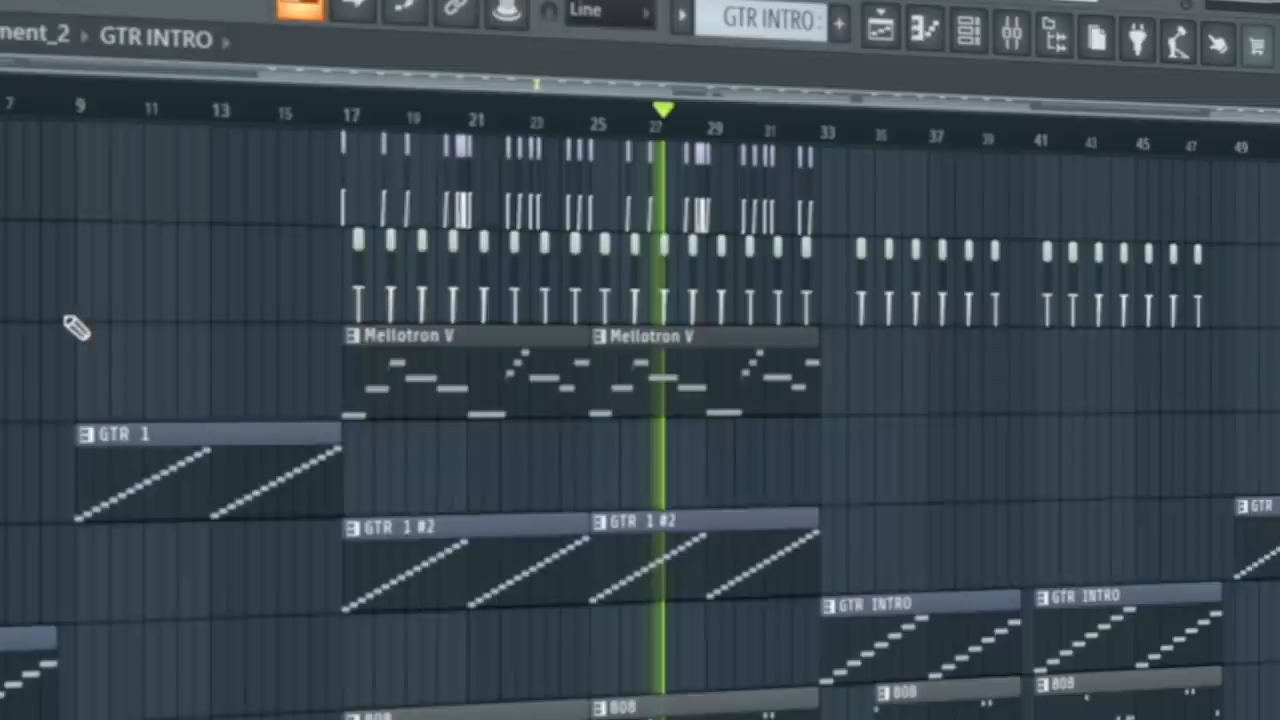 Line
GTR INTRO
ment_2 › GTR INTRO ›
7 9 11 13 15 17 19 21 23 25 27 29 31 33 35 37 39 41 43 45 47 49
Mellotron V Mellotron V
GTR 1
GTR 1 #2 GTR 1 #2
GTR
GTR INTRO GTR INTRO
808 808 808 808